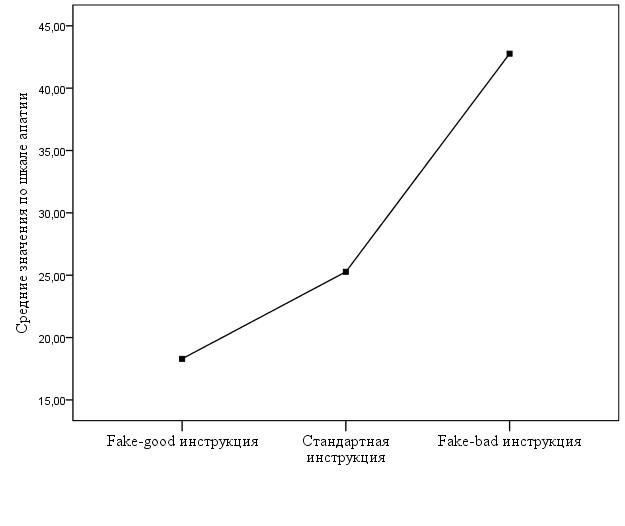 Средние значения по шкале апатии
45,00
40,00
35,00
30,00
25,00
20,00
15,00
Fake-good инструкция
Стандартная
инструкция
Fake-bad инструкция